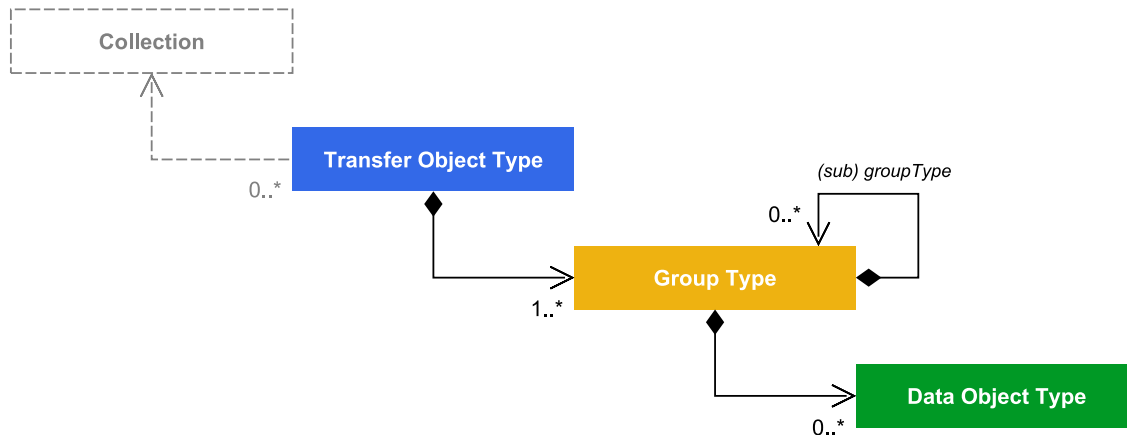 Collection
Transfer Object Type
0..*
(sub) groupType
0..*
Group Type
1..*
Data Object Type
0..*